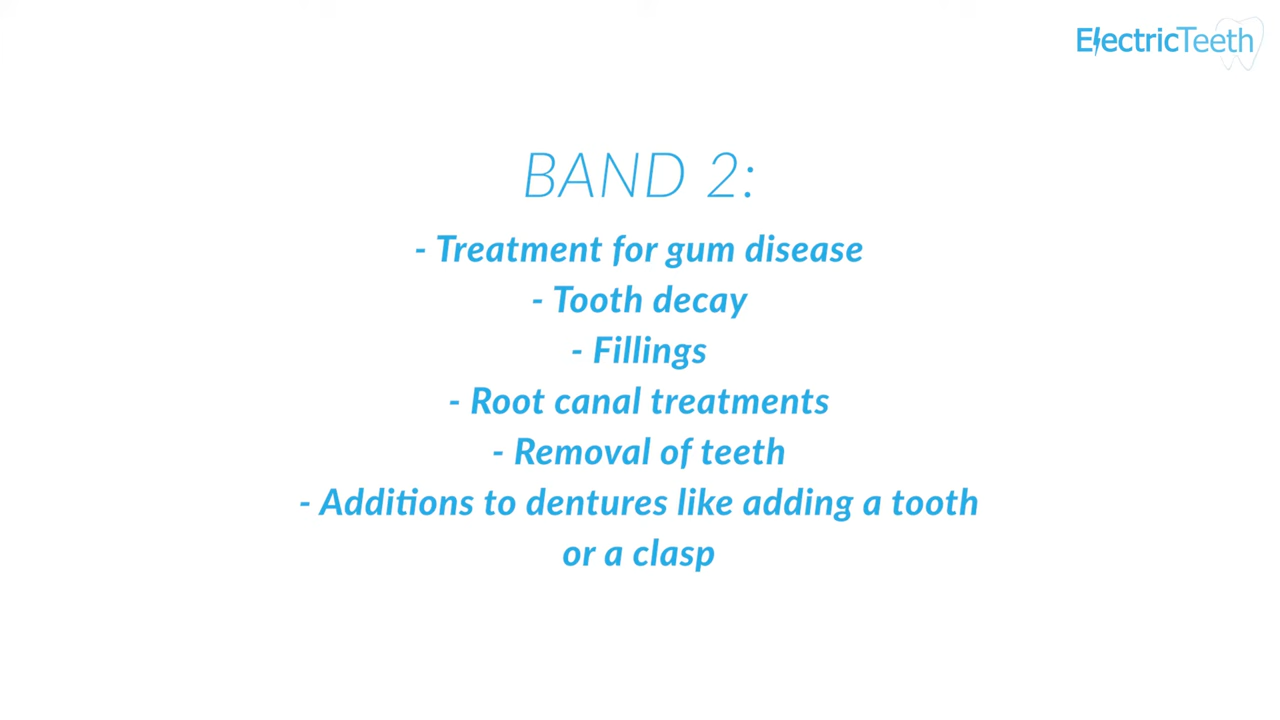 ElectricTeeth
BAND 2:
- Treatment for gum disease
- Tooth decay
- Fillings
- Root canal treatments
- Removal of teeth
- Additions to dentures like adding a tooth
or a clasp